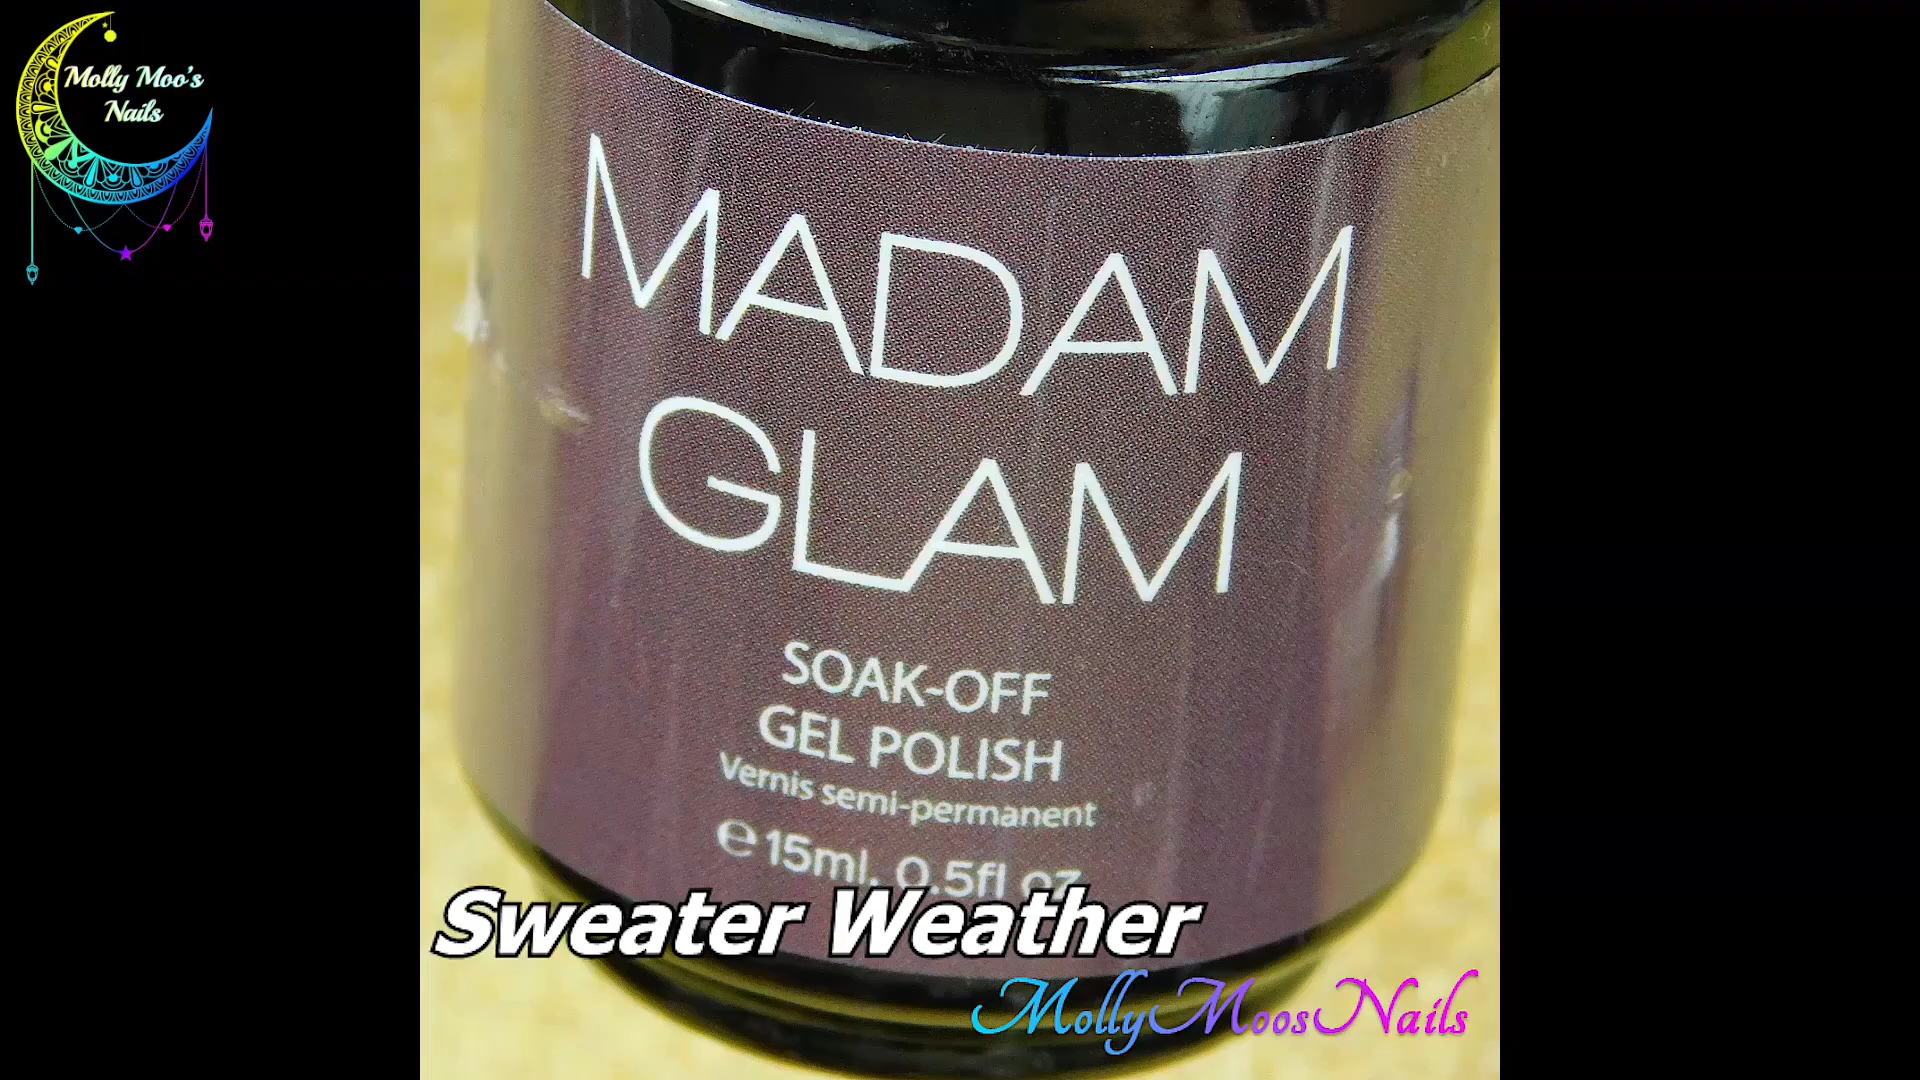 Molly Moo's
Nails
MADAM
GLAM
SOAK-OFF
GEL POLISH
Vernis semi-permanent
℮ 15ml. 0.5fl oz
Sweater Weather
MollyMoosNails